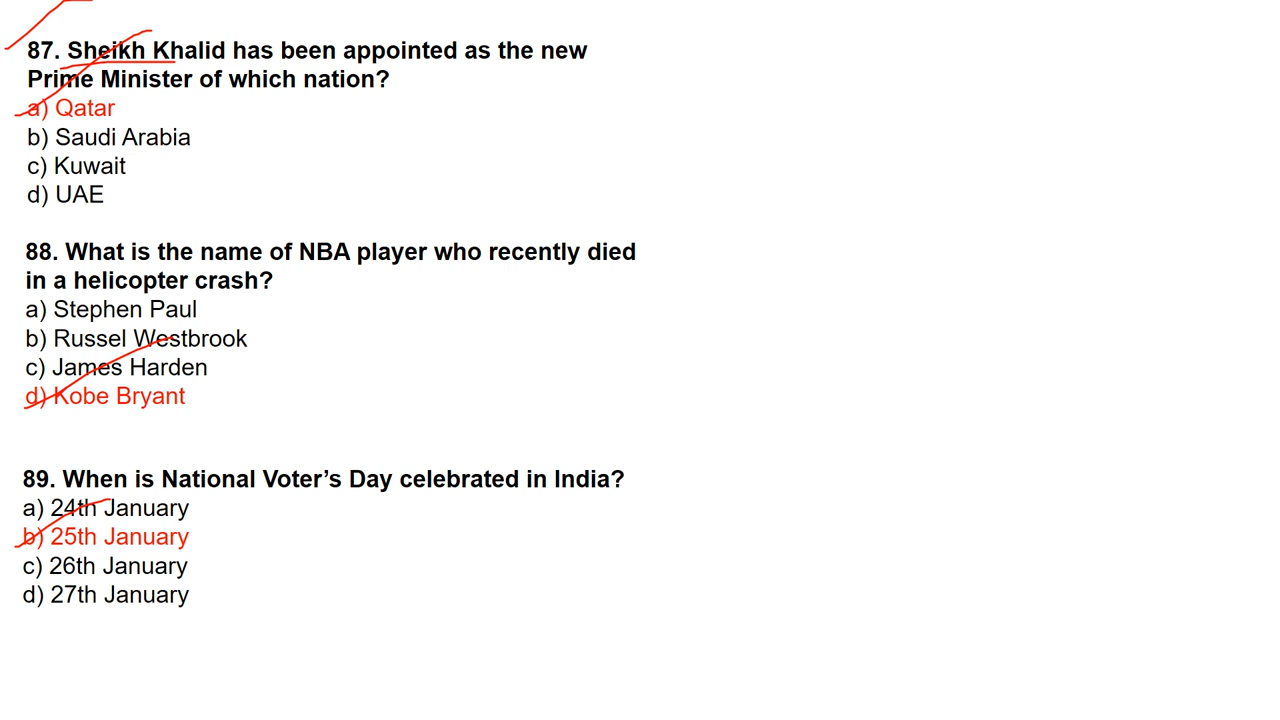 87. Sheikh Khalid has been appointed as the new
Prime Minister of which nation?
a) Qatar
b) Saudi Arabia
c) Kuwait
d) UAE
88. What is the name of NBA player who recently died
in a helicopter crash?
a) Stephen Paul
b) Russel Westbrook
c) James Harden
d) Kobe Bryant
89. When is National Voter’s Day celebrated in India?
a) 24th January
b) 25th January
c) 26th January
d) 27th January